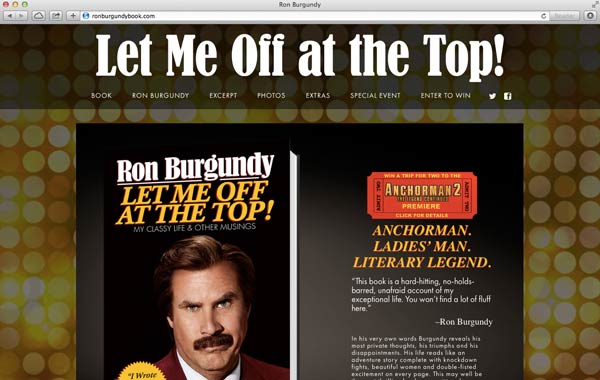 Ron Burgundy
ronburgundybook.com
Reader
Let Me Off at the Top!
BOOK RON BURGUNDY EXCERPT PHOTOS EXTRAS SPECIAL EVENT ENTER TO WIN
Ron Burgundy
LET ME OFF
AT THE TOP!
MY CLASSY LIFE & OTHER MUSINGS
"I Wrote
WIN A TRIP FOR TWO TO THE
ADMIT ONE
ANCHORMAN 2
THE LEGEND CONTINUES
ADMIT ONE
PREMIERE
CLICK FOR DETAILS
ANCHORMAN.
LADIES' MAN.
LITERARY LEGEND.
"This book is a hard-hitting, no-holds-
barred, unafraid account of my
exceptional life. You won't find a lot of fluff
here."
–Ron Burgundy
In his very own words Burgundy reveals his
most private thoughts, his triumphs and his
disappointments. His life reads like an
adventure story complete with knockdown
fights, beautiful women and double-fisted
excitement on every page. This may well be